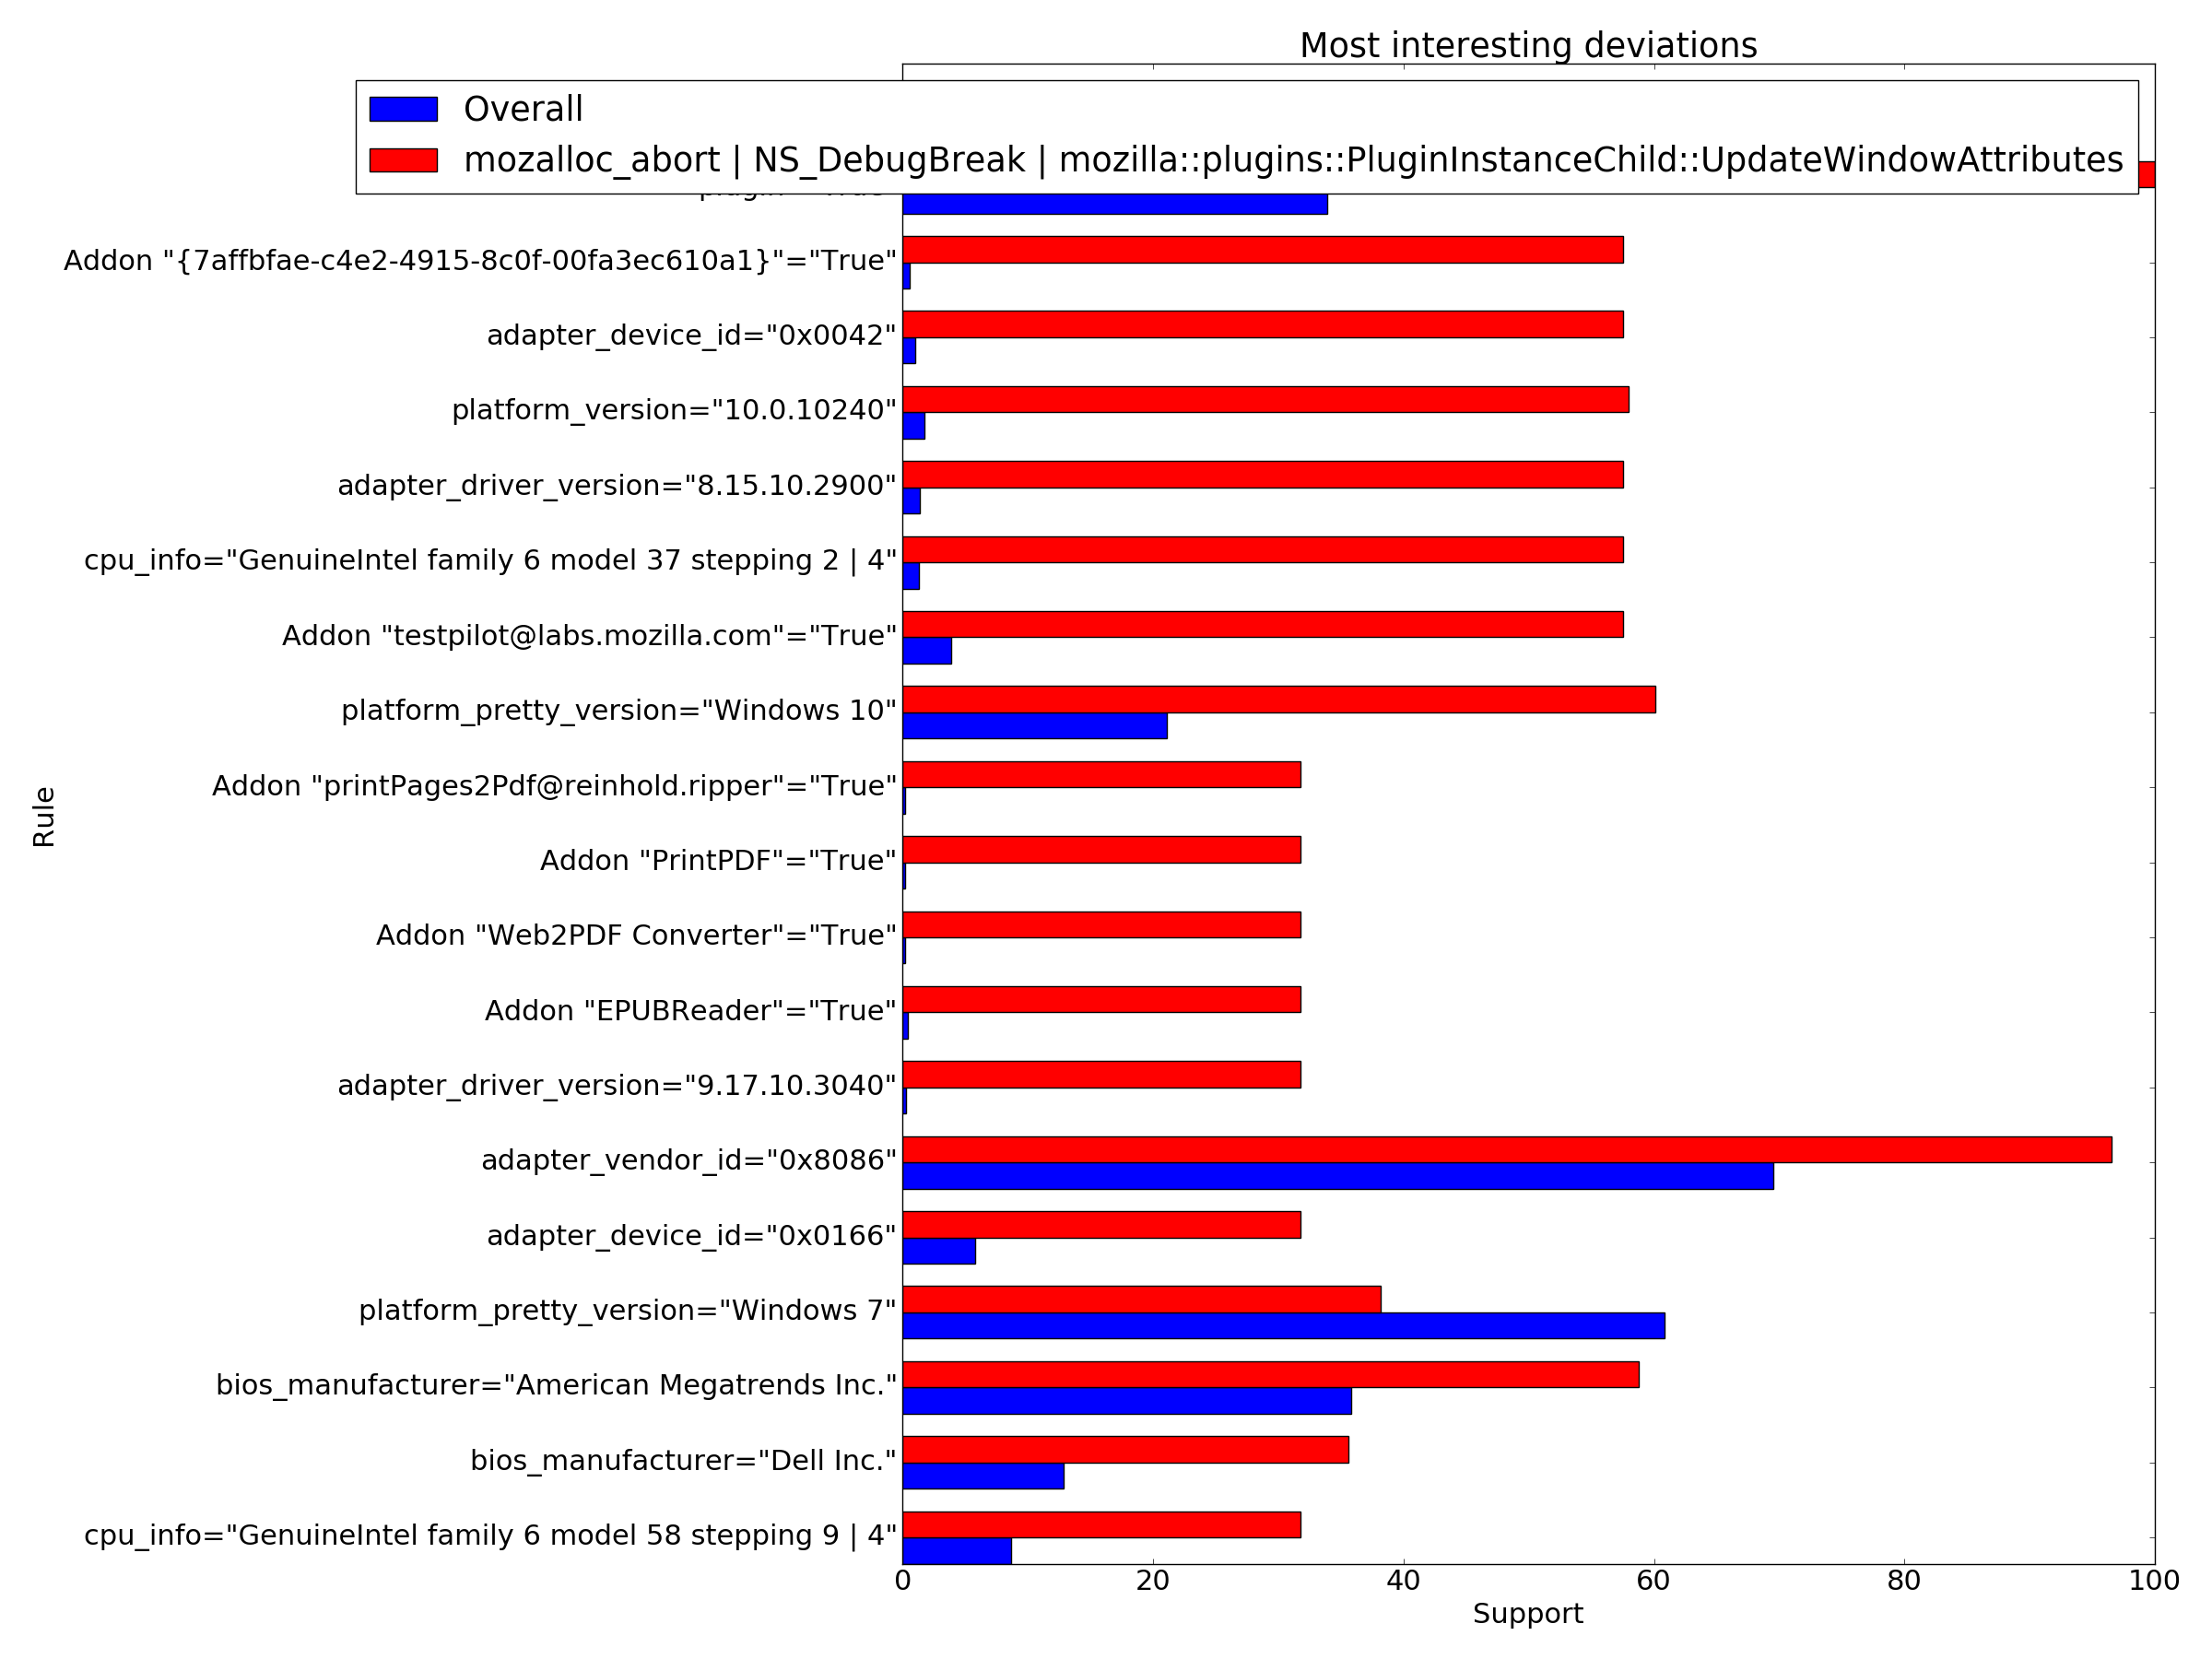 Most interesting deviations
Overall
mozalloc_abort | NS_DebugBreak | mozilla::plugins::PluginInstanceChild::UpdateWindowAttributes
Addon "{7affbfae-c4e2-4915-8c0f-00fa3ec610a1}"="True"
adapter_device_id="0x0042"
platform_version="10.0.10240"
adapter_driver_version="8.15.10.2900"
cpu_info="GenuineIntel family 6 model 37 stepping 2 | 4"
Addon "testpilot@labs.mozilla.com"="True"
platform_pretty_version="Windows 10"
Addon "printPages2Pdf@reinhold.ripper"="True"
Addon "PrintPDF"="True"
Addon "Web2PDF Converter"="True"
Addon "EPUBReader"="True"
adapter_driver_version="9.17.10.3040"
adapter_vendor_id="0x8086"
adapter_device_id="0x0166"
platform_pretty_version="Windows 7"
bios_manufacturer="American Megatrends Inc."
bios_manufacturer="Dell Inc."
cpu_info="GenuineIntel family 6 model 58 stepping 9 | 4"
Rule
0 20 40 60 80 100
Support